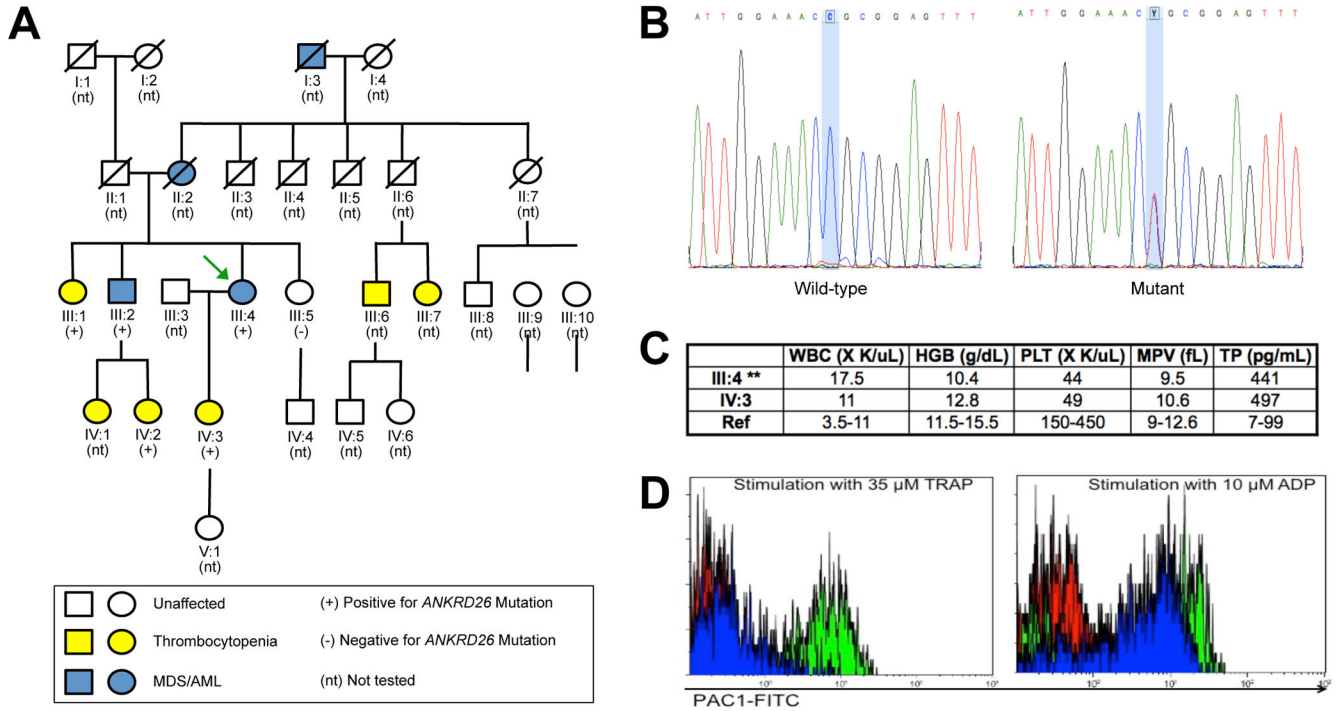 A
I:1
(nt)
I:2
(nt)
I:3
(nt)
I:4
(nt)
II:1
(nt)
II:2
(nt)
II:3
(nt)
II:4
(nt)
II:5
(nt)
II:6
(nt)
II:7
(nt)
III:1
(+)
III:2
(+)
III:3
(nt)
III:4
(+)
III:5
(-)
III:6
(nt)
III:7
(nt)
III:8
(nt)
III:9
(nt)
III:10
(nt)
IV:1
(nt)
IV:2
(+)
IV:3
(+)
IV:4
(nt)
IV:5
(nt)
IV:6
(nt)
V:1
(nt)
Unaffected (+) Positive for ANKRD26 Mutation
Thrombocytopenia (-) Negative for ANKRD26 Mutation
MDS/AML (nt) Not tested
B
A T T G G A A A C C G C G G A G T T T
Wild-type
A T T G G A A A C Y G C G G A G T T T
Mutant
C
WBC (X K/uL) HGB (g/dL) PLT (X K/uL) MPV (fL) TP (pg/mL)
III:4 ** 17.5 10.4 44 9.5 441
IV:3 11 12.8 49 10.6 497
Ref 3.5-11 11.5-15.5 150-450 9-12.6 7-99
D
Stimulation with 35 µM TRAP
Stimulation with 10 µM ADP
PAC1-FITC